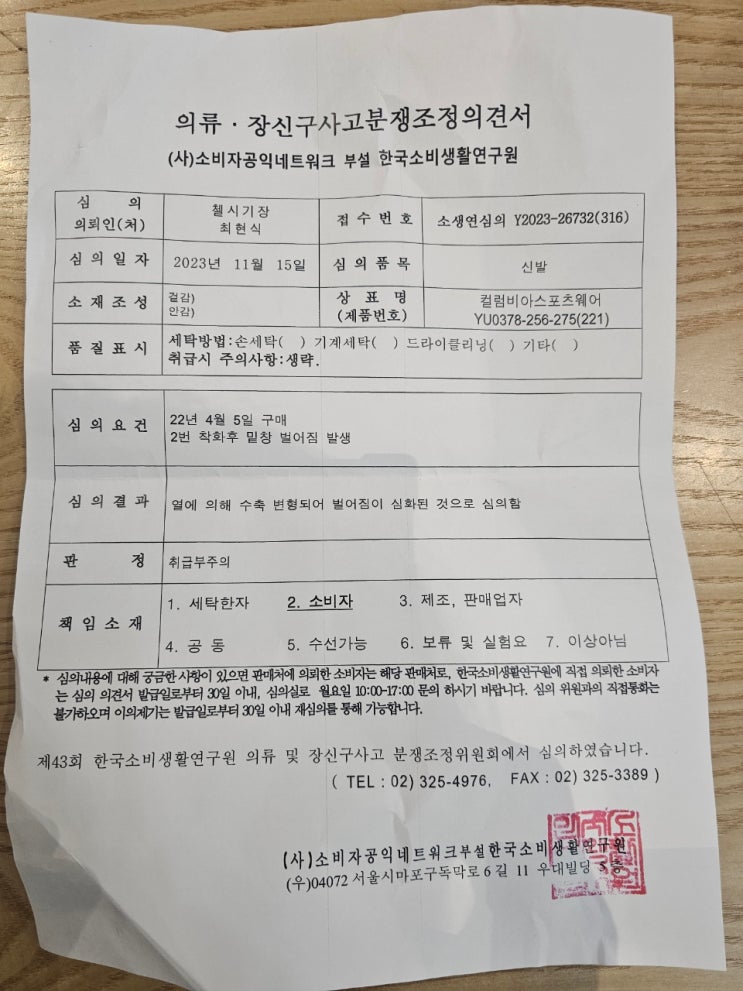 의류 · 장신구사고분쟁조정의견서
(사)소비자공익네트워크 부설 한국소비생활연구원
심 의
의뢰인(처)
첼시기장
최현식
접 수 번 호
소생연심의 Y2023-26732(316)
심 의 일 자
2023년 11월 15일
심 의 품 목
신발
소 재 조 성
겉감)
안감)
상 표 명
(제품번호)
컬럼비아스포츠웨어
YU0378-256-275(221)
품 질 표 시
세탁방법:손세탁( ) 기계세탁( ) 드라이클리닝( ) 기타( )
취급시 주의사항:생략.
심 의 요 건
22년 4월 5일 구매
2번 착화후 밑창 벌어짐 발생
심 의 결 과
열에 의해 수축 변형되어 벌어짐이 심화된 것으로 심의함
판 정
취급부주의
책 임 소 재
1. 세탁한자 2. 소비자 3. 제조, 판매업자
4. 공 동 5. 수선가능 6. 보류 및 실험요 7. 이상아님
* 심의내용에 대해 궁금한 사항이 있으면 판매처에 의뢰한 소비자는 해당 판매처로, 한국소비생활연구원에 직접 의뢰한 소비자
는 심의 의견서 발급일로부터 30일 이내, 심의실로 월요일 10:00-17:00 문의 하시기 바랍니다. 심의 위원과의 직접통화는
불가하오며 이의제기는 발급일로부터 30일 이내 재심의를 통해 가능합니다.
제43회 한국소비생활연구원 의류 및 장신구사고 분쟁조정위원회에서 심의하였습니다.
( TEL : 02) 325-4976, FAX : 02) 325-3389 )
(사)소비자공익네트워크부설한국소비생활연구원
(우)04072 서울시마포구독막로 6 길 11 우대빌딩 5 층